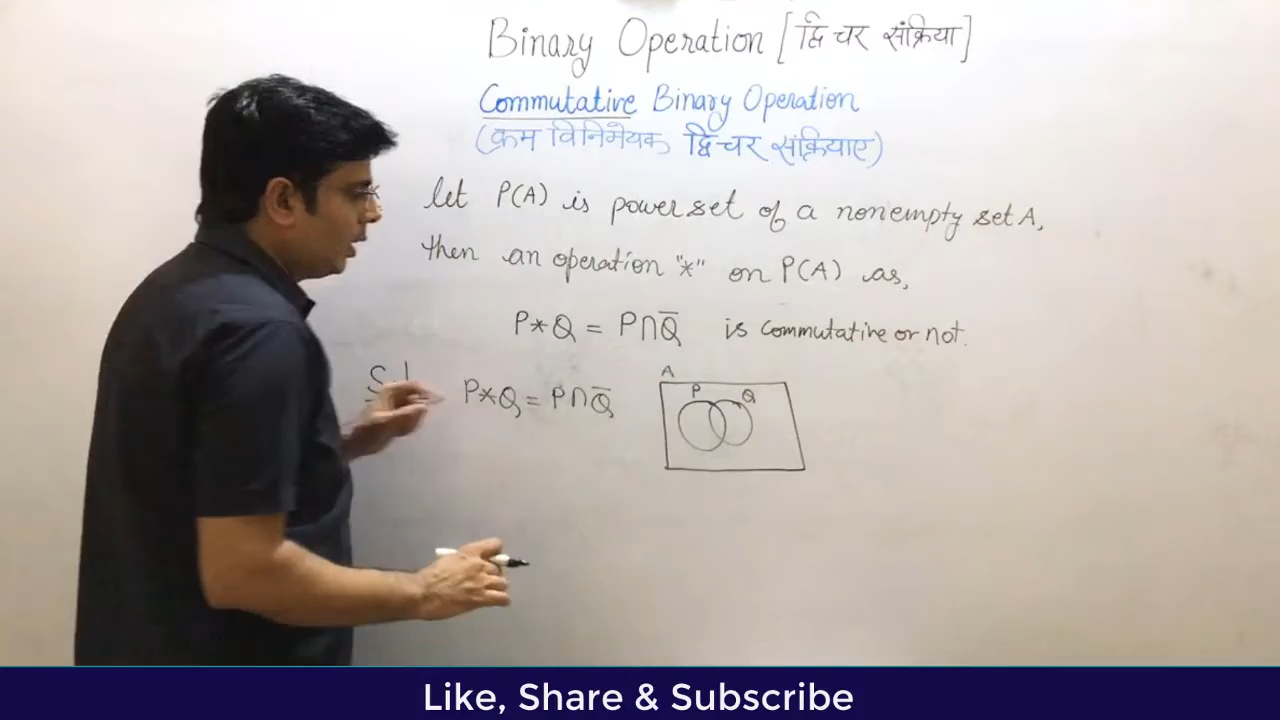 Binary Operation [द्वि चर संक्रिया]
Commutative Binary Operation
(क्रम विनिमेयक द्विचर संक्रियाए)
let P(A) is power set of a nonempty set A,
then an operation "*" on P(A) as,
P*Q = P∩Q̅ is commutative or not.
P*Q = P∩Q̅
A
P Q
Like, Share & Subscribe